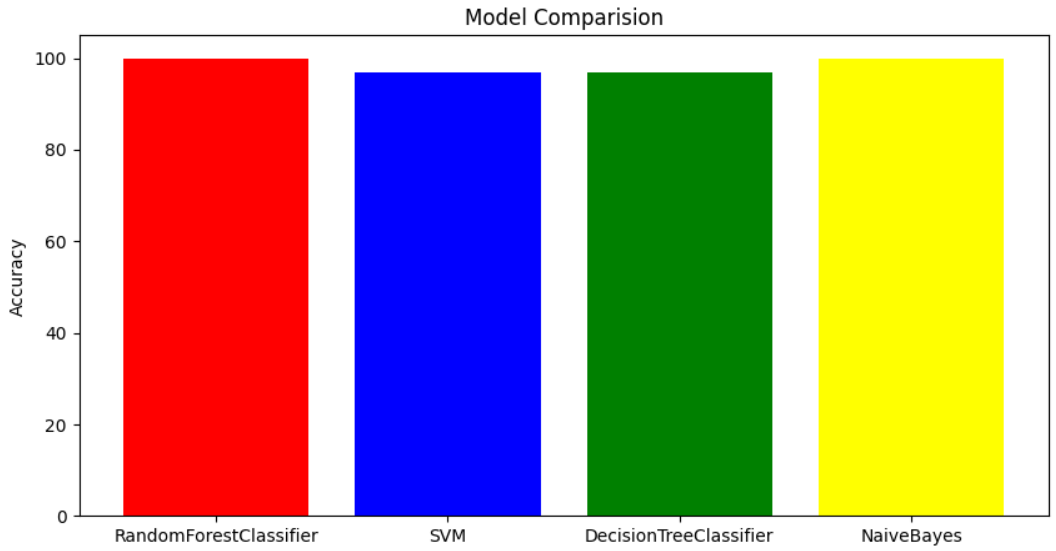 Model Comparision
Accuracy
100
80
60
40
20
0
RandomForestClassifier
SVM
DecisionTreeClassifier
NaiveBayes